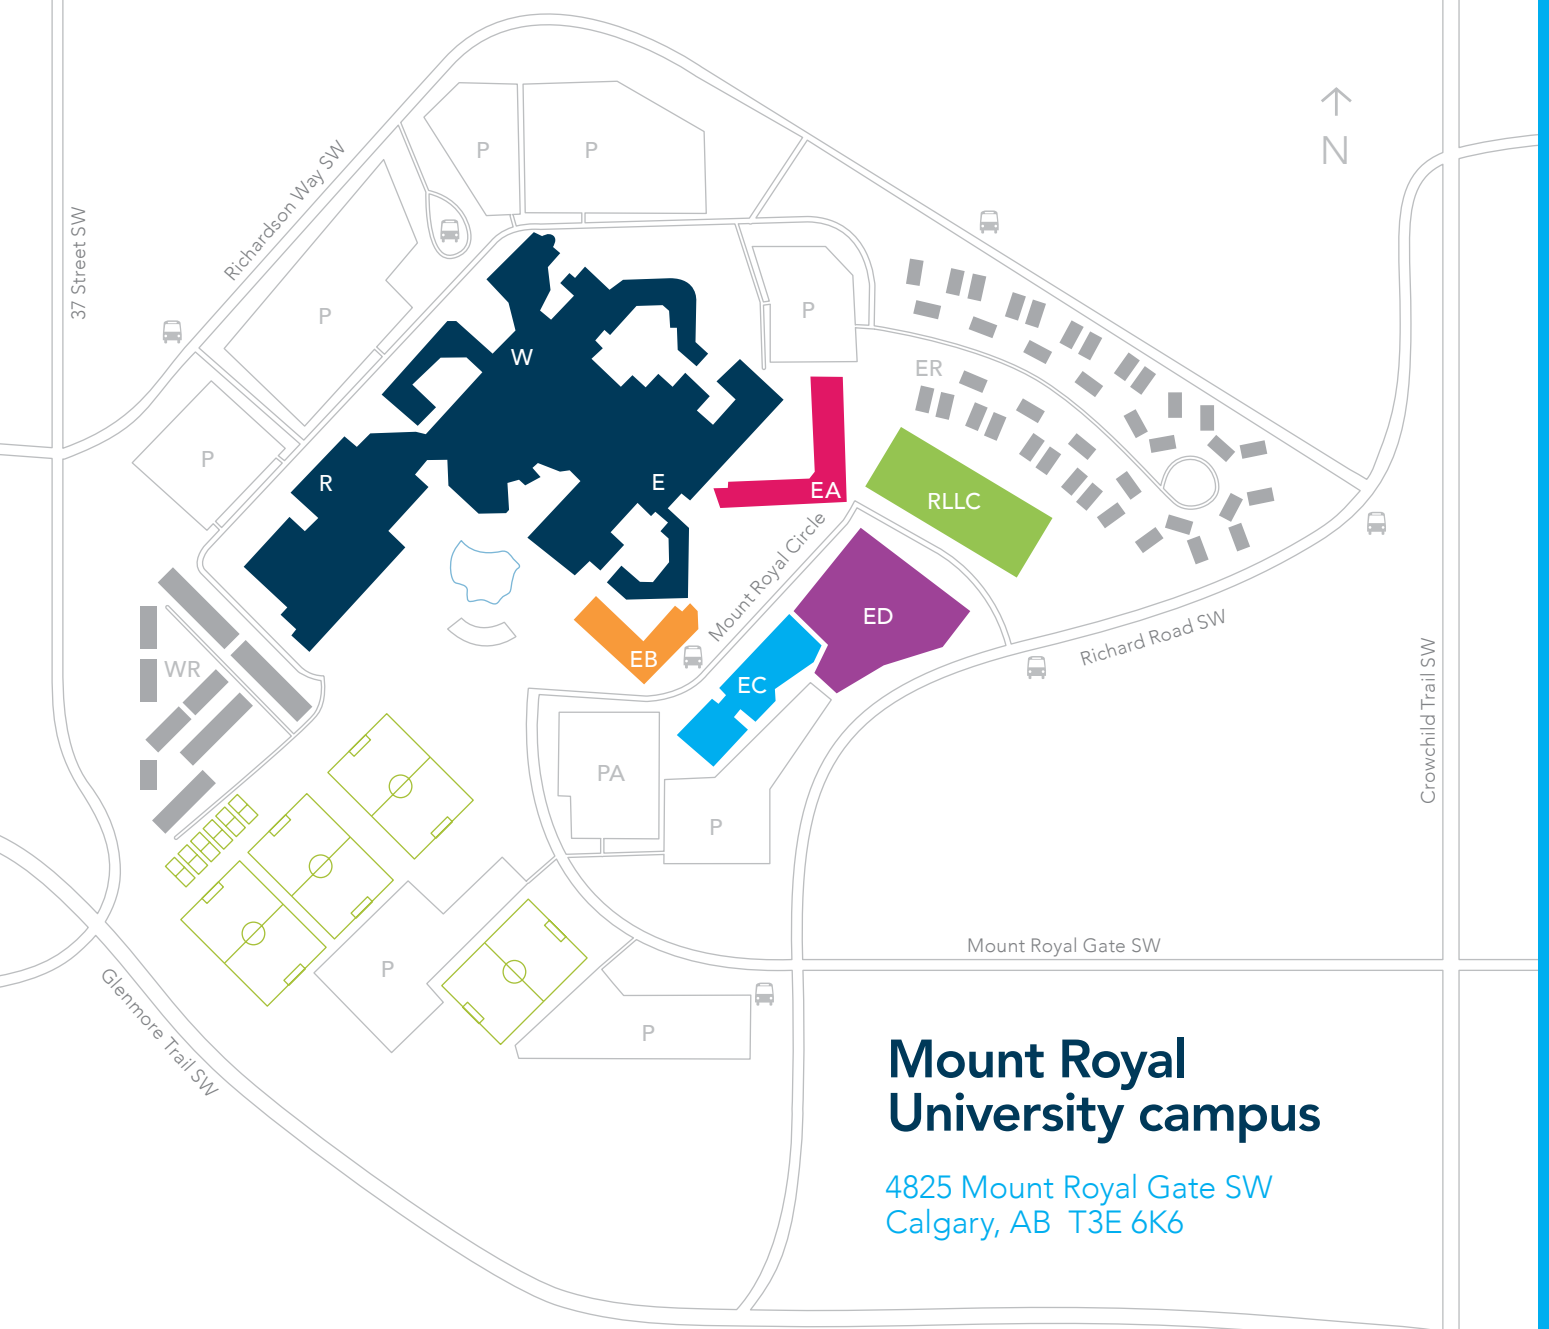 P
P
N
Richardson Way SW
37 Street SW
P
P
W
ER
P
R
E
EA
RLLC
Mount Royal Circle
ED
Richard Road SW
WR
EB
EC
Crowchild Trail SW
PA
P
Mount Royal Gate SW
P
Glenmore Trail SW
P
Mount Royal
University campus
4825 Mount Royal Gate SW
Calgary, AB T3E 6K6